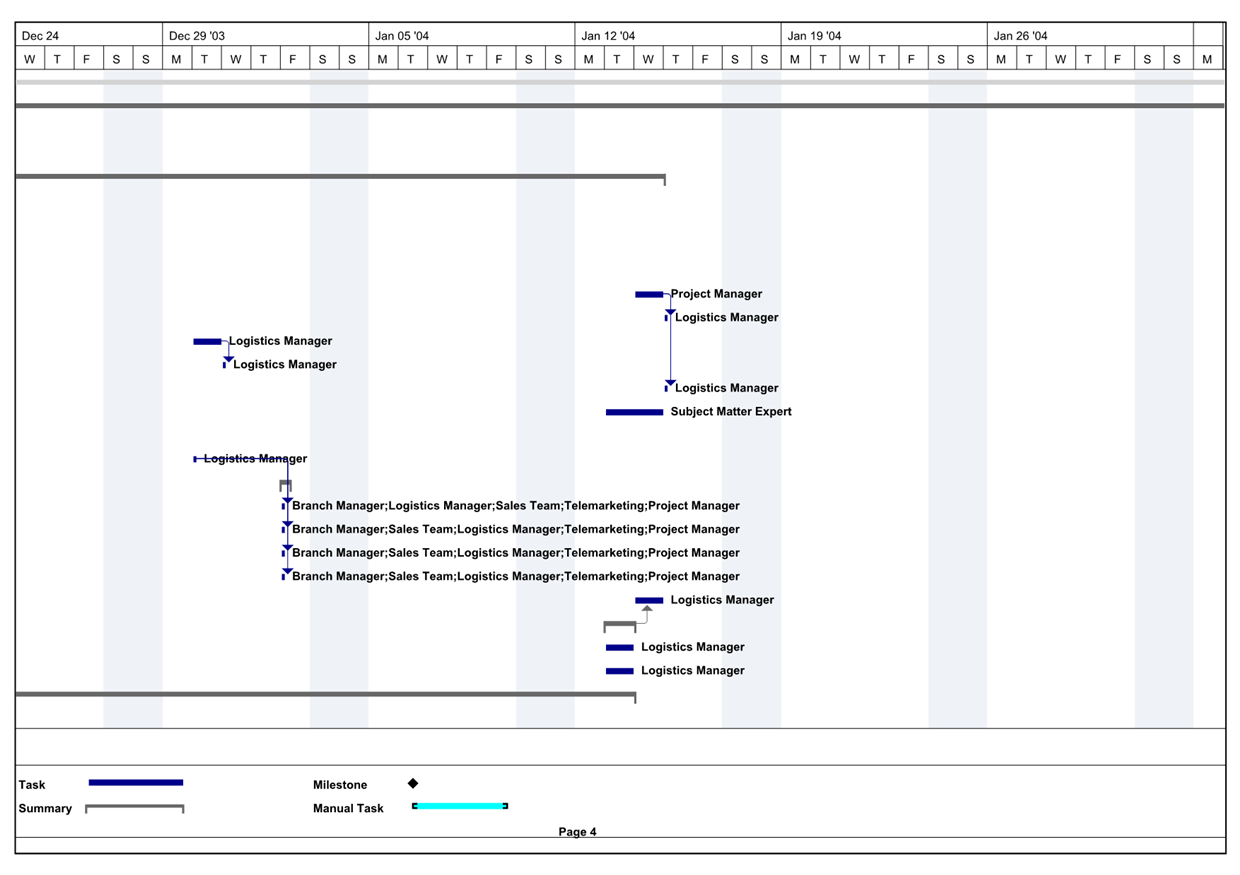 Dec 24 Dec 29 '03 Jan 05 '04 Jan 12 '04 Jan 19 '04 Jan 26 '04
W T F S S M T W T F S S M T W T F S S M T W T F S S M T W T F S S M T W T F S S M
Project Manager
Logistics Manager
Logistics Manager
Logistics Manager
Logistics Manager
Subject Matter Expert
Logistics Manager
Branch Manager;Logistics Manager;Sales Team;Telemarketing;Project Manager
Branch Manager;Sales Team;Logistics Manager;Telemarketing;Project Manager
Branch Manager;Sales Team;Logistics Manager;Telemarketing;Project Manager
Branch Manager;Sales Team;Logistics Manager;Telemarketing;Project Manager
Logistics Manager
Logistics Manager
Logistics Manager
Task Milestone
Summary Manual Task
Page 4